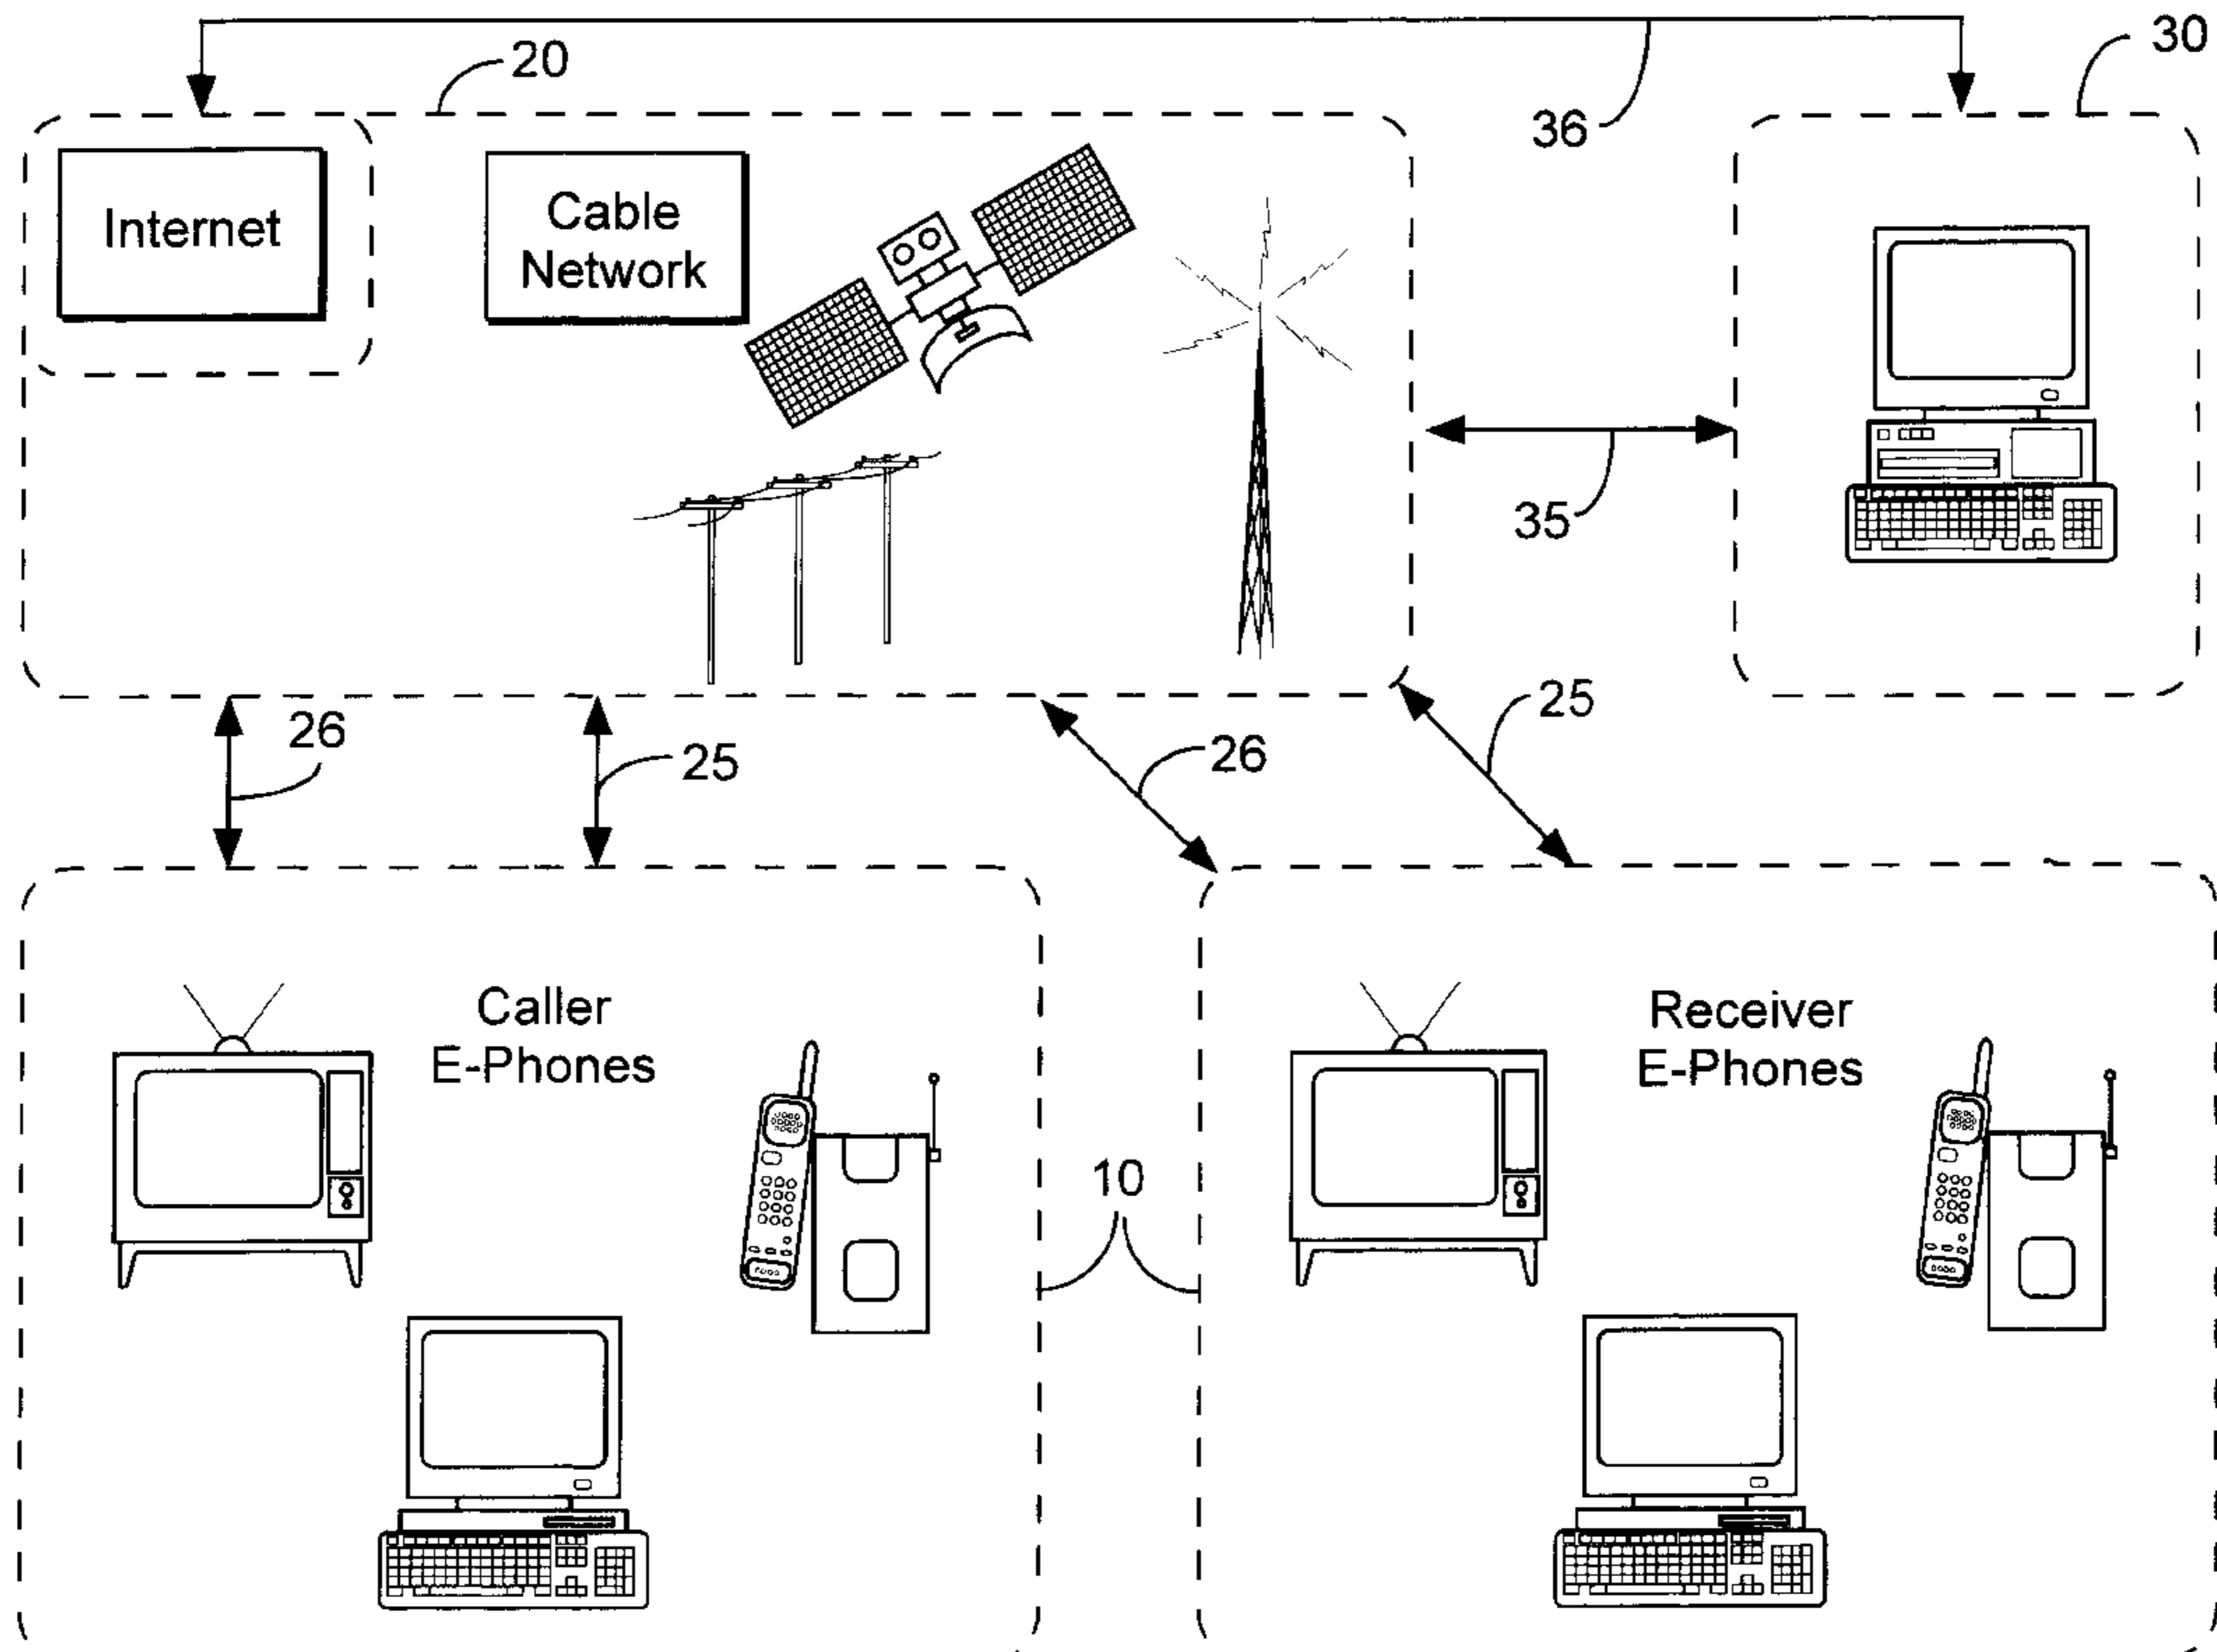 20
30
36
Internet
Cable
Network
35
26
25
26
25
Caller
E-Phones
Receiver
E-Phones
10